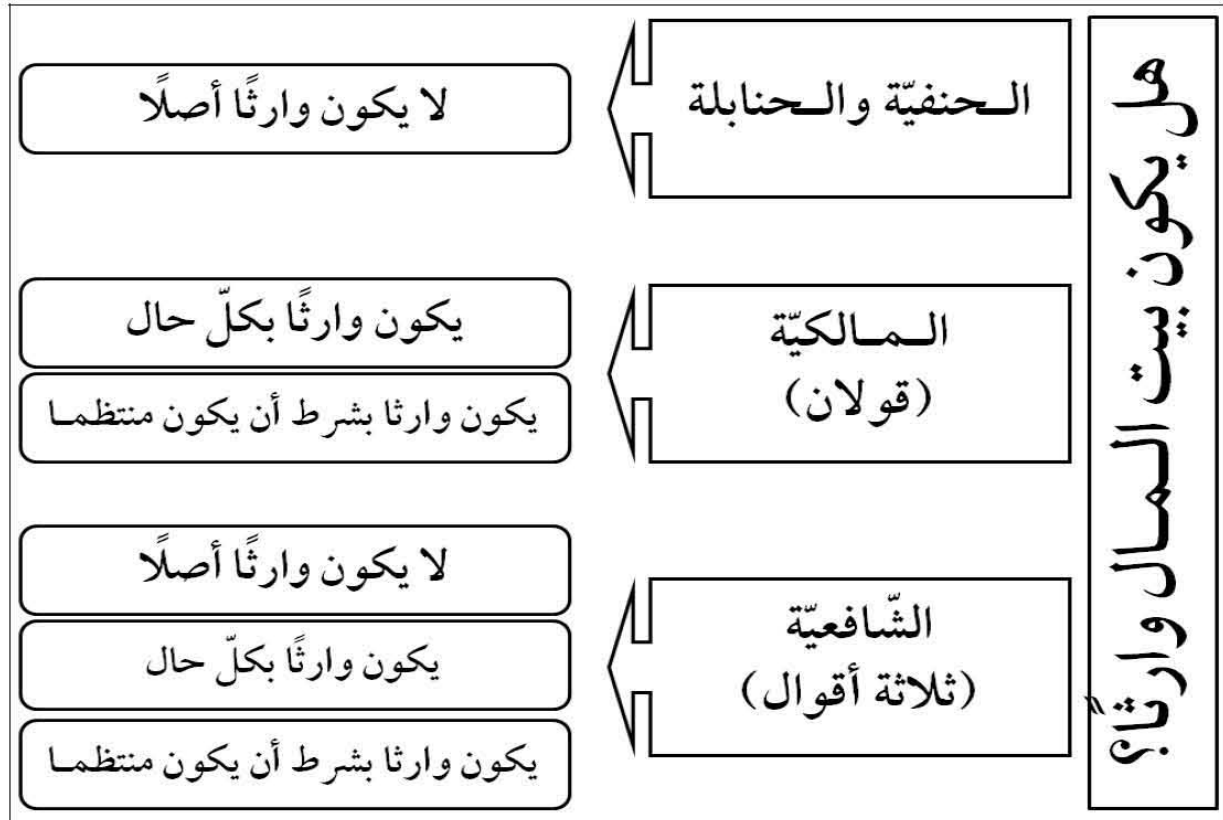 هل يكون بيت المال وارثًا؟
الحنفيّة والحنابلة
لا يكون وارثًا أصلًا
المالكيّة
(قولان)
يكون وارثًا بكلّ حال
يكون وارثا بشرط أن يكون منتظما
الشّافعيّة
(ثلاثة أقوال)
لا يكون وارثًا أصلًا
يكون وارثًا بكلّ حال
يكون وارثا بشرط أن يكون منتظما